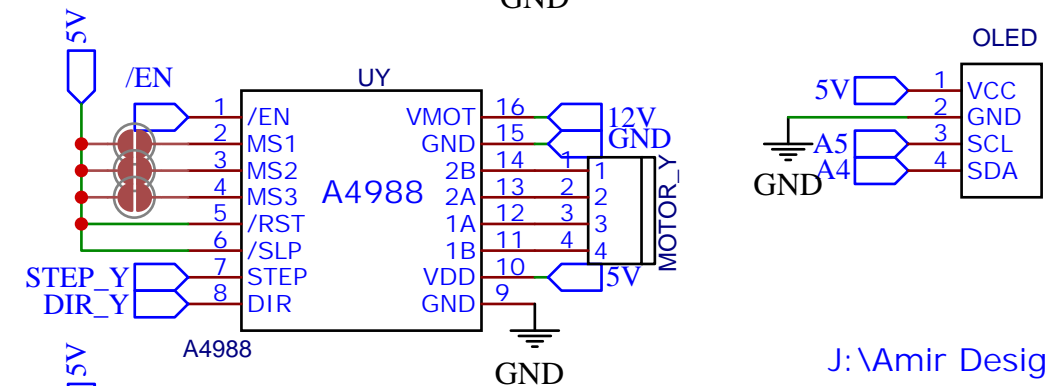 GND
5V
/EN
UY
A4988
1 /EN
2 MS1
3 MS2
4 MS3
5 /RST
6 /SLP
7 STEP
8 DIR
STEP_Y
DIR_Y
A4988
VMOT 16 12V
GND 15 GND
2B 14 1 1
2A 13 2 2
1A 12 3 3
1B 11 4 4
VDD 10 5V
GND 9
MOTOR_Y
GND
5V
OLED
5V 1 VCC
2 GND
A5 3 SCL
A4 4 SDA
GND
J:\Amir Desig